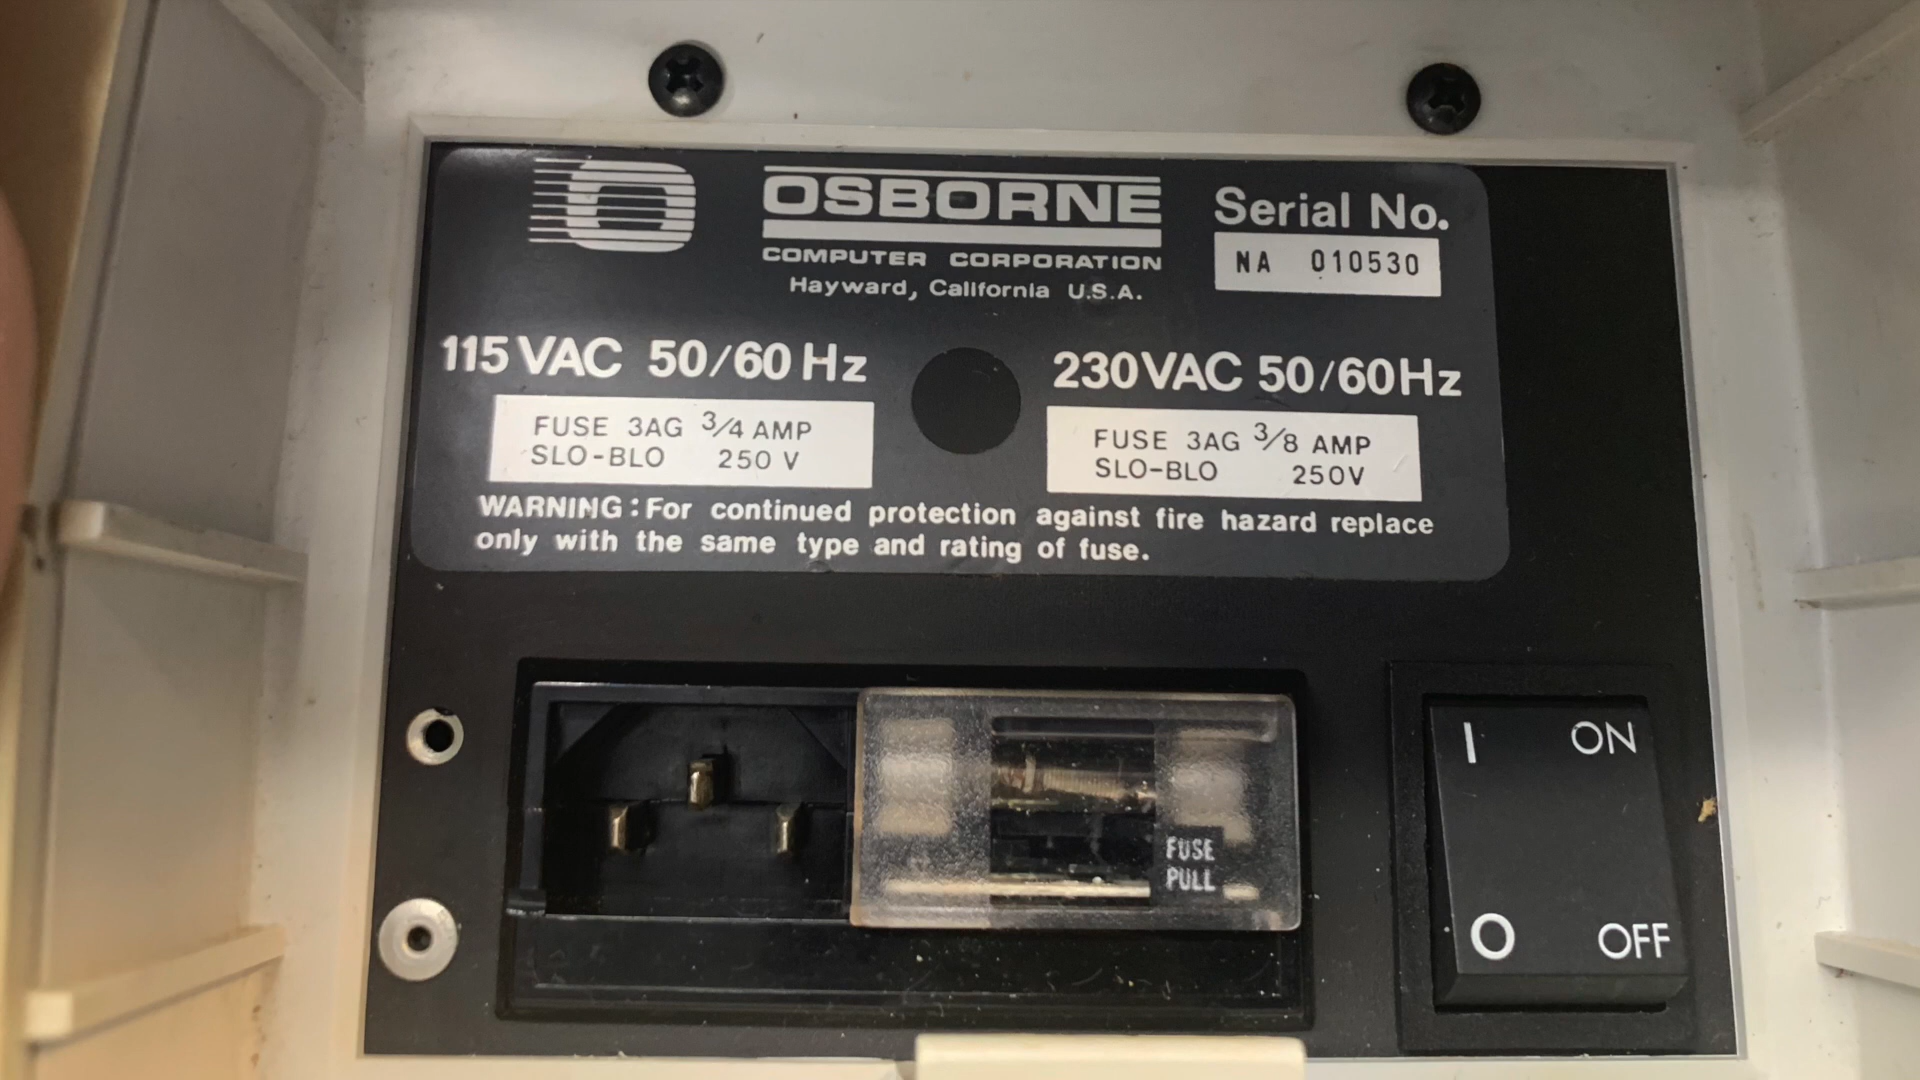 OSBORNE
COMPUTER CORPORATION
Hayward, California U.S.A.
Serial No.
NA 010530
115 VAC 50/60 Hz
FUSE 3AG 3/4 AMP
SLO-BLO 250 V
230VAC 50/60Hz
FUSE 3AG 3/8 AMP
SLO-BLO 250V
WARNING: For continued protection against fire hazard replace
only with the same type and rating of fuse.
FUSE
PULL
I ON
O OFF